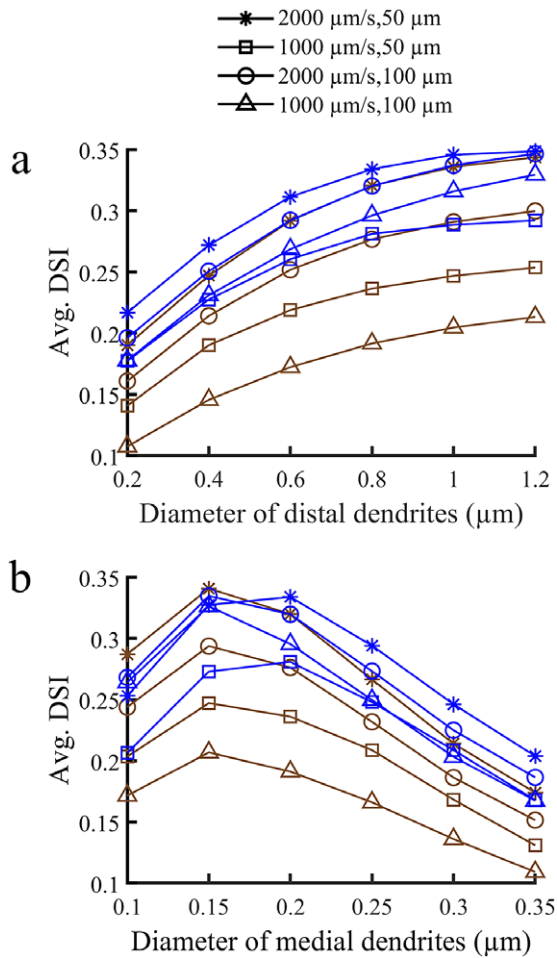 2000 µm/s,50 µm
1000 µm/s,50 µm
2000 µm/s,100 µm
1000 µm/s,100 µm
a
0.35
0.3
0.25
0.2
0.15
0.1
Avg. DSI
0.2 0.4 0.6 0.8 1 1.2
Diameter of distal dendrites (µm)
b
0.35
0.3
0.25
0.2
0.15
0.1
Avg. DSI
0.1 0.15 0.2 0.25 0.3 0.35
Diameter of medial dendrites (µm)